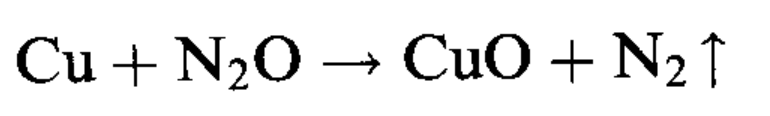 Cu + N₂O → CuO + N₂↑